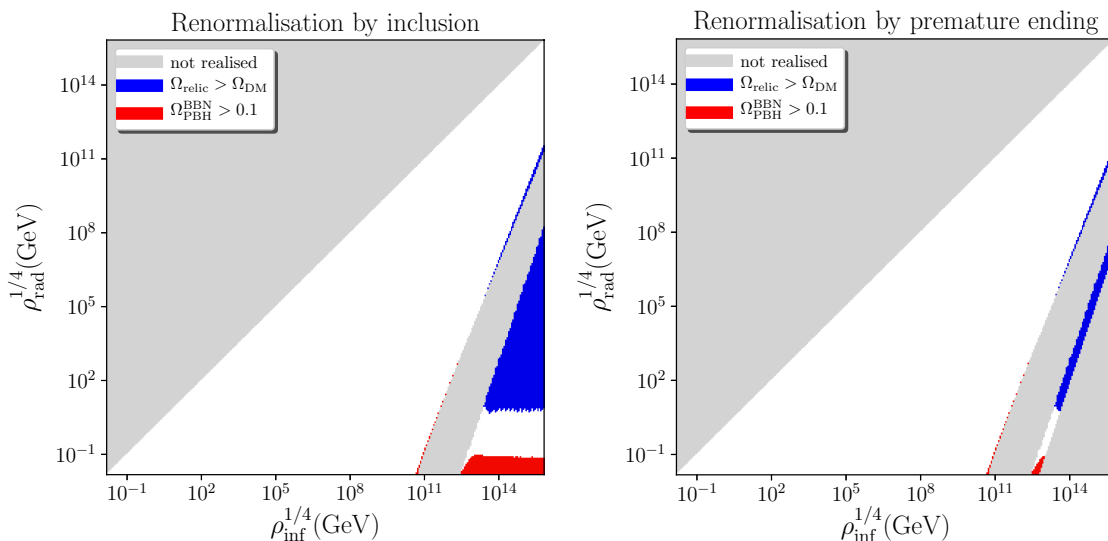 Renormalisation by inclusion
not realised
Ω_relic > Ω_DM
Ω_PBH^BBN > 0.1
10^14
10^11
10^8
10^5
10^2
10^−1
ρ_rad^1/4(GeV)
10^−1 10^2 10^5 10^8 10^11 10^14
ρ_inf^1/4(GeV)
Renormalisation by premature ending
not realised
Ω_relic > Ω_DM
Ω_PBH^BBN > 0.1
10^14
10^11
10^8
10^5
10^2
10^−1
ρ_rad^1/4(GeV)
10^−1 10^2 10^5 10^8 10^11 10^14
ρ_inf^1/4(GeV)